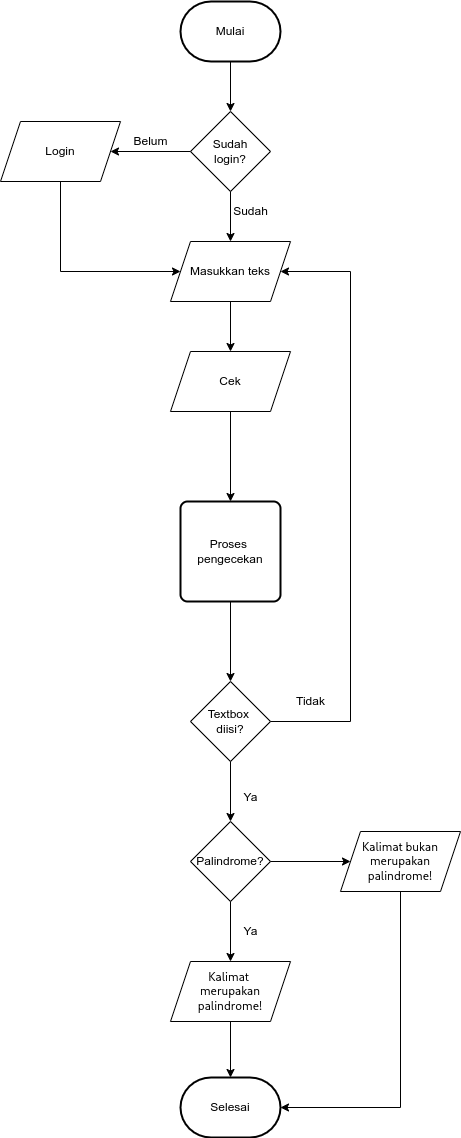 Mulai
Sudah
login?
Belum
Login
Sudah
Masukkan teks
Cek
Proses
pengecekan
Textbox
diisi?
Tidak
Ya
Palindrome?
Kalimat bukan
merupakan
palindrome!
Ya
Kalimat
merupakan
palindrome!
Selesai